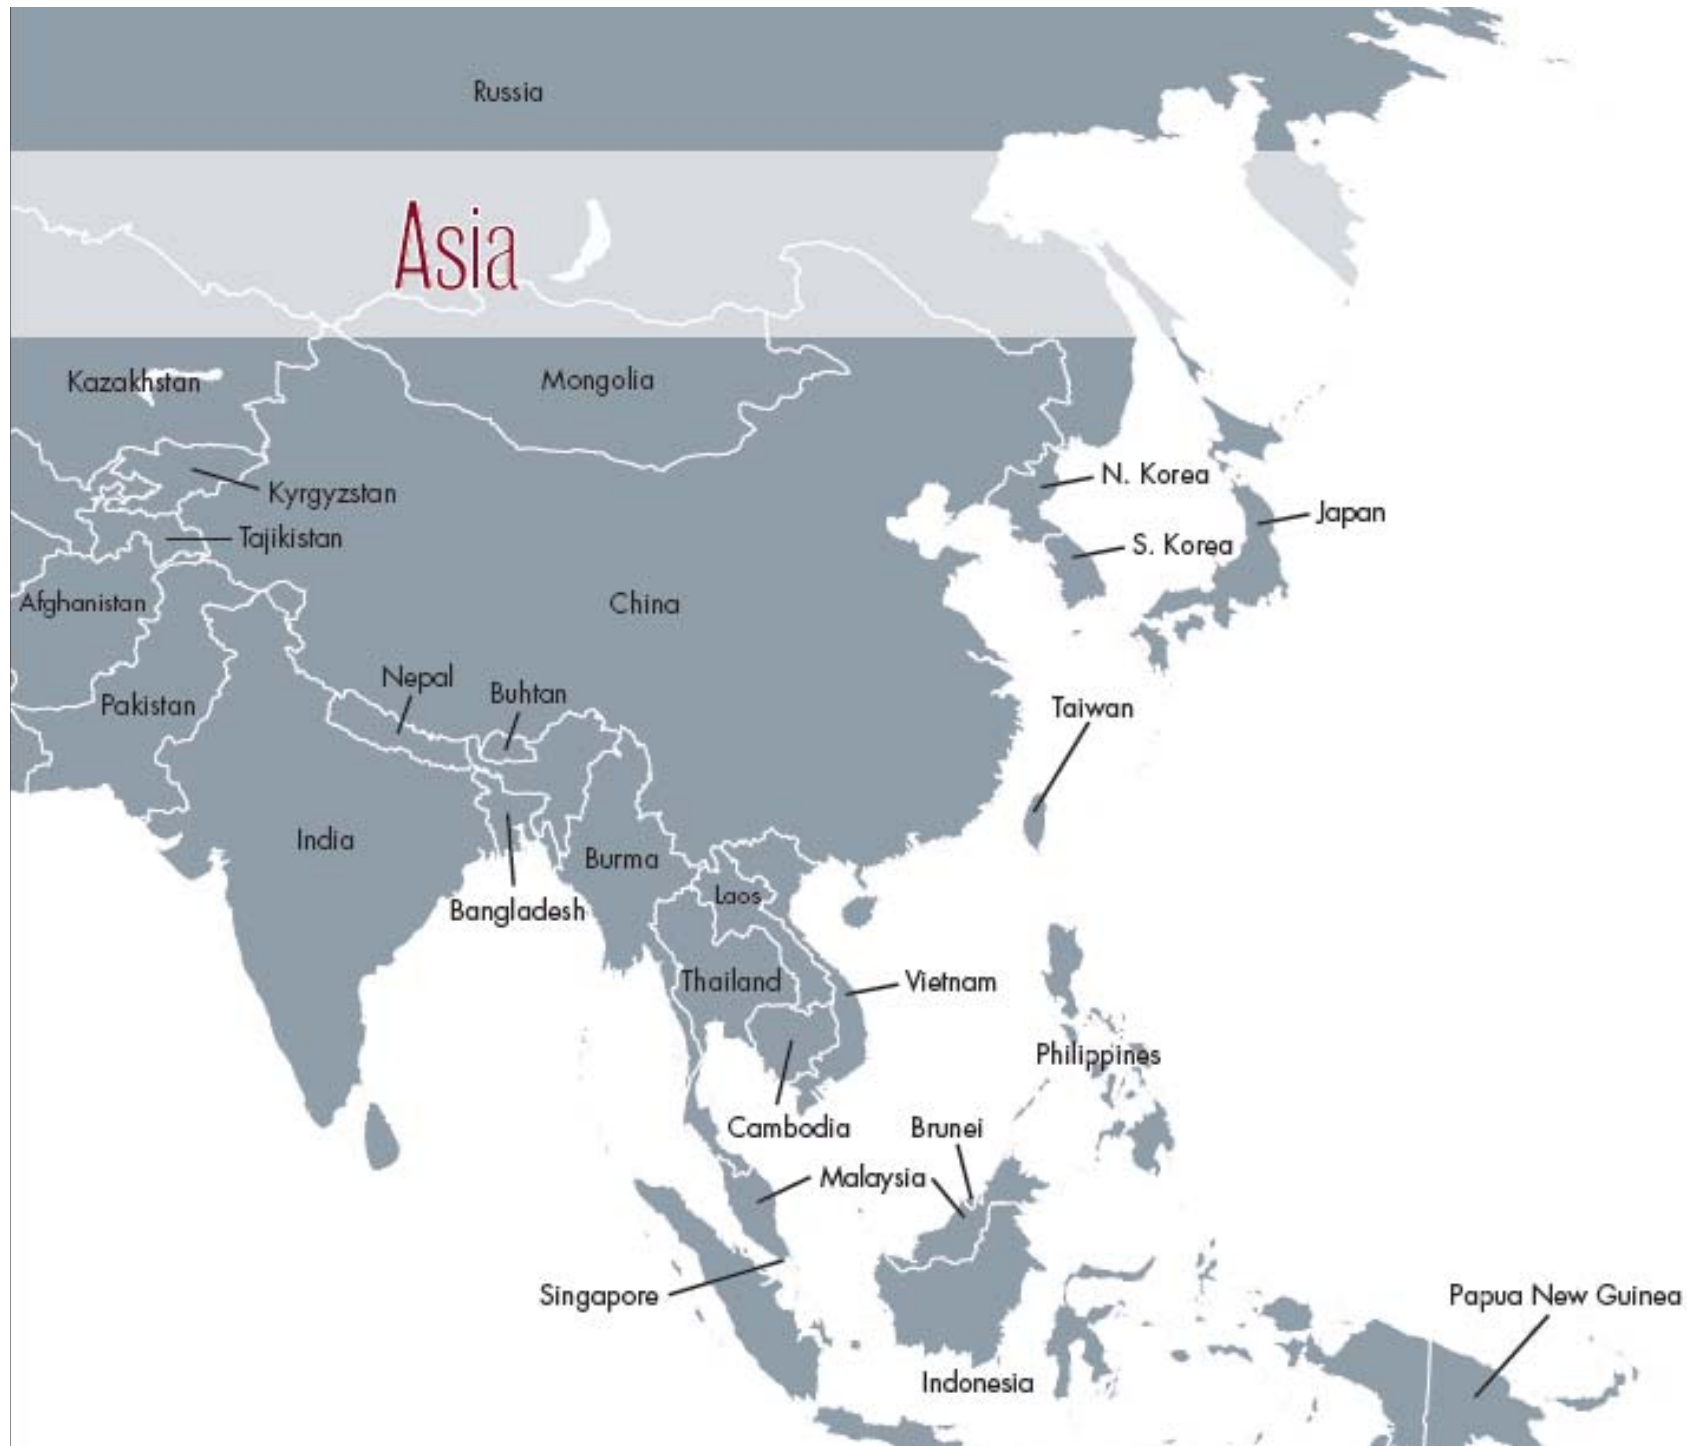 Russia
Asia
Kazakhstan
Mongolia
N. Korea
Kyrgyzstan
Japan
Tajikistan
S. Korea
Afghanistan
China
Nepal
Buhtan
Pakistan
Taiwan
India
Burma
Laos
Bangladesh
Thailand
Vietnam
Philippines
Cambodia
Brunei
Malaysia
Singapore
Papua New Guinea
Indonesia